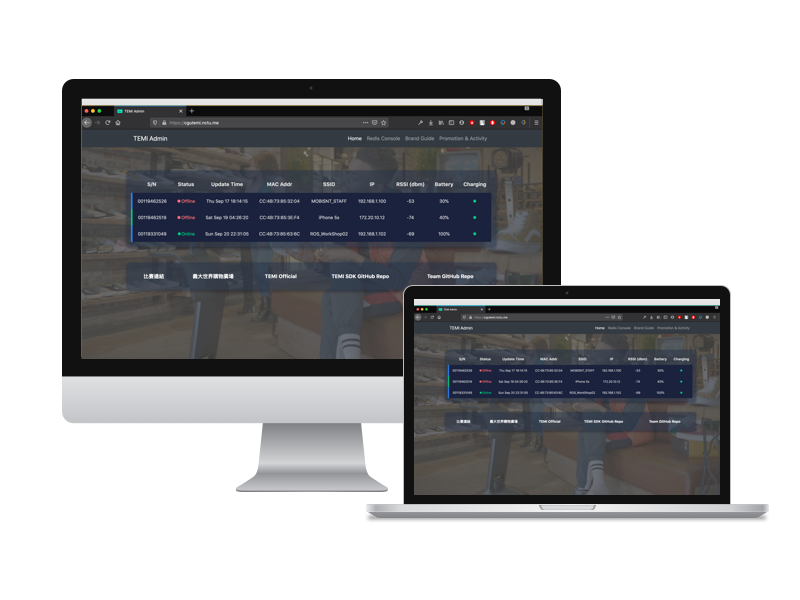 TEMI Admin
https://cgutemi.nctu.me
TEMI Admin Home Redis Console Brand Guide Promotion & Activity
S/N Status Update Time MAC Addr SSID IP RSSI (dbm) Battery Charging
00119462526 Offline Thu Sep 17 18:14:15 CC:4B:73:85:32:04 MOBISNT_STAFF 192.168.1.100 -53 30%
00119462519 Offline Sat Sep 19 04:26:20 CC:4B:73:85:3E:F4 iPhone 5s 172.20.10.12 -74 40%
00119331049 Online Sun Sep 20 22:31:05 CC:4B:73:85:63:6C ROS_WorkShop02 192.168.1.102 -69 100%
比賽連結 義大世界購物廣場 TEMI Official TEMI SDK GitHub Repo Team GitHub Repo
TEMI Admin
https://cgutemi.nctu.me
TEMI Admin Home Redis Console Brand Guide Promotion & Activity
S/N Status Update Time MAC Addr SSID IP RSSI (dbm) Battery Charging
00119462526 Offline Thu Sep 17 18:14:15 CC:4B:73:85:32:04 MOBISNT_STAFF 192.168.1.100 -53 30%
00119462519 Offline Sat Sep 19 04:26:20 CC:4B:73:85:3E:F4 iPhone 5s 172.20.10.12 -74 40%
00119331049 Online Sun Sep 20 22:31:05 CC:4B:73:85:63:6C ROS_WorkShop02 192.168.1.102 -69 100%
比賽連結 義大世界購物廣場 TEMI Official TEMI SDK GitHub Repo Team GitHub Repo